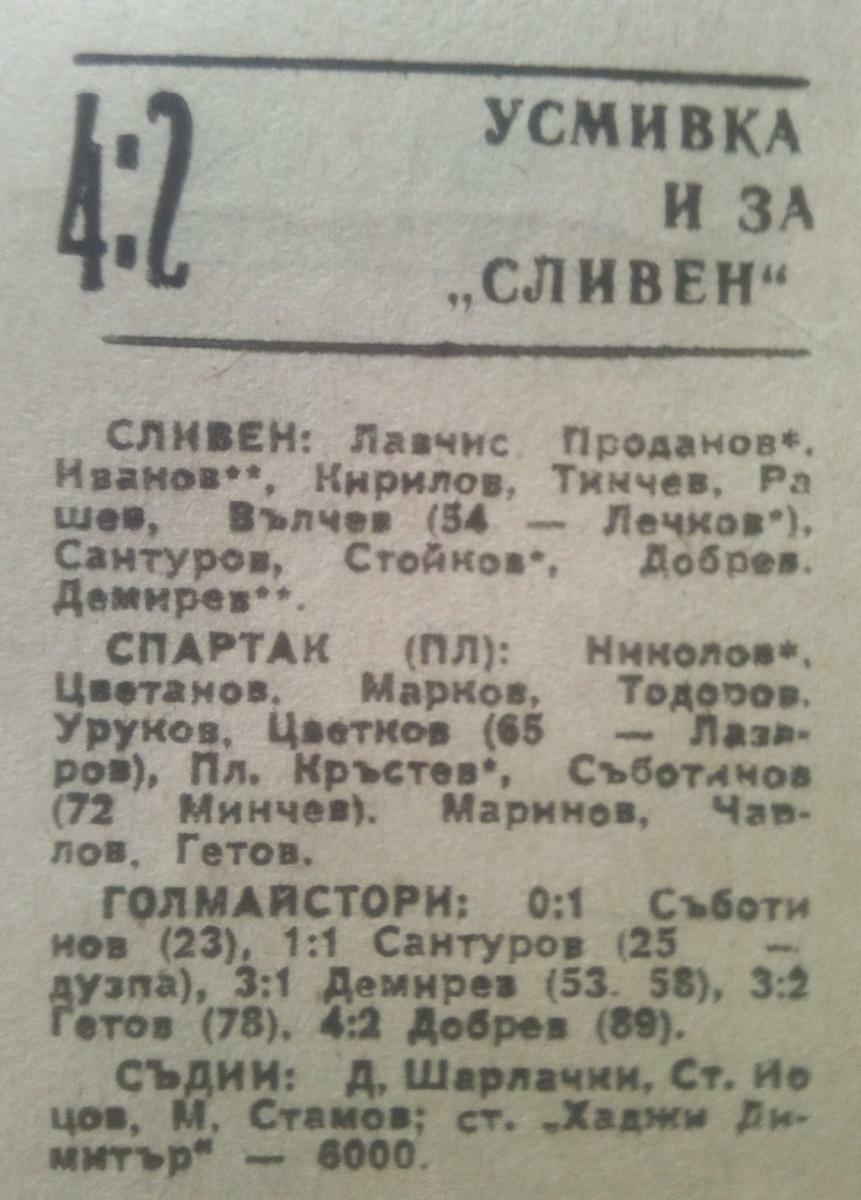 4:2
УСМИВКА
И ЗА
„СЛИВЕН“
СЛИВЕН: Лавчис Проданов*,
Иванов**, Кирилов, Тинчев, Ра
шев, Вълчев (54 — Лечков*),
Сантуров, Стойков*, Добрев.
Демирев**.
СПАРТАК (ПЛ): Николов*,
Цветанов, Марков, Тодоров.
Уруков, Цветков (65 — Лаза-
ров), Пл. Кръстев*, Съботинов
(72 Минчев). Маринов, Чав-
лов, Гетов.
ГОЛМАЙСТОРИ: 0:1 Съботи
нов (23), 1:1 Сантуров (25 —
дузпа), 3:1 Демирев (53. 58), 3:2
Гетов (78), 4:2 Добрев (89).
СЪДИИ: Д. Шарлачки, Ст. Йо
цов, М. Стамов; ст. „Хаджи Ди-
митър“ — 6000.